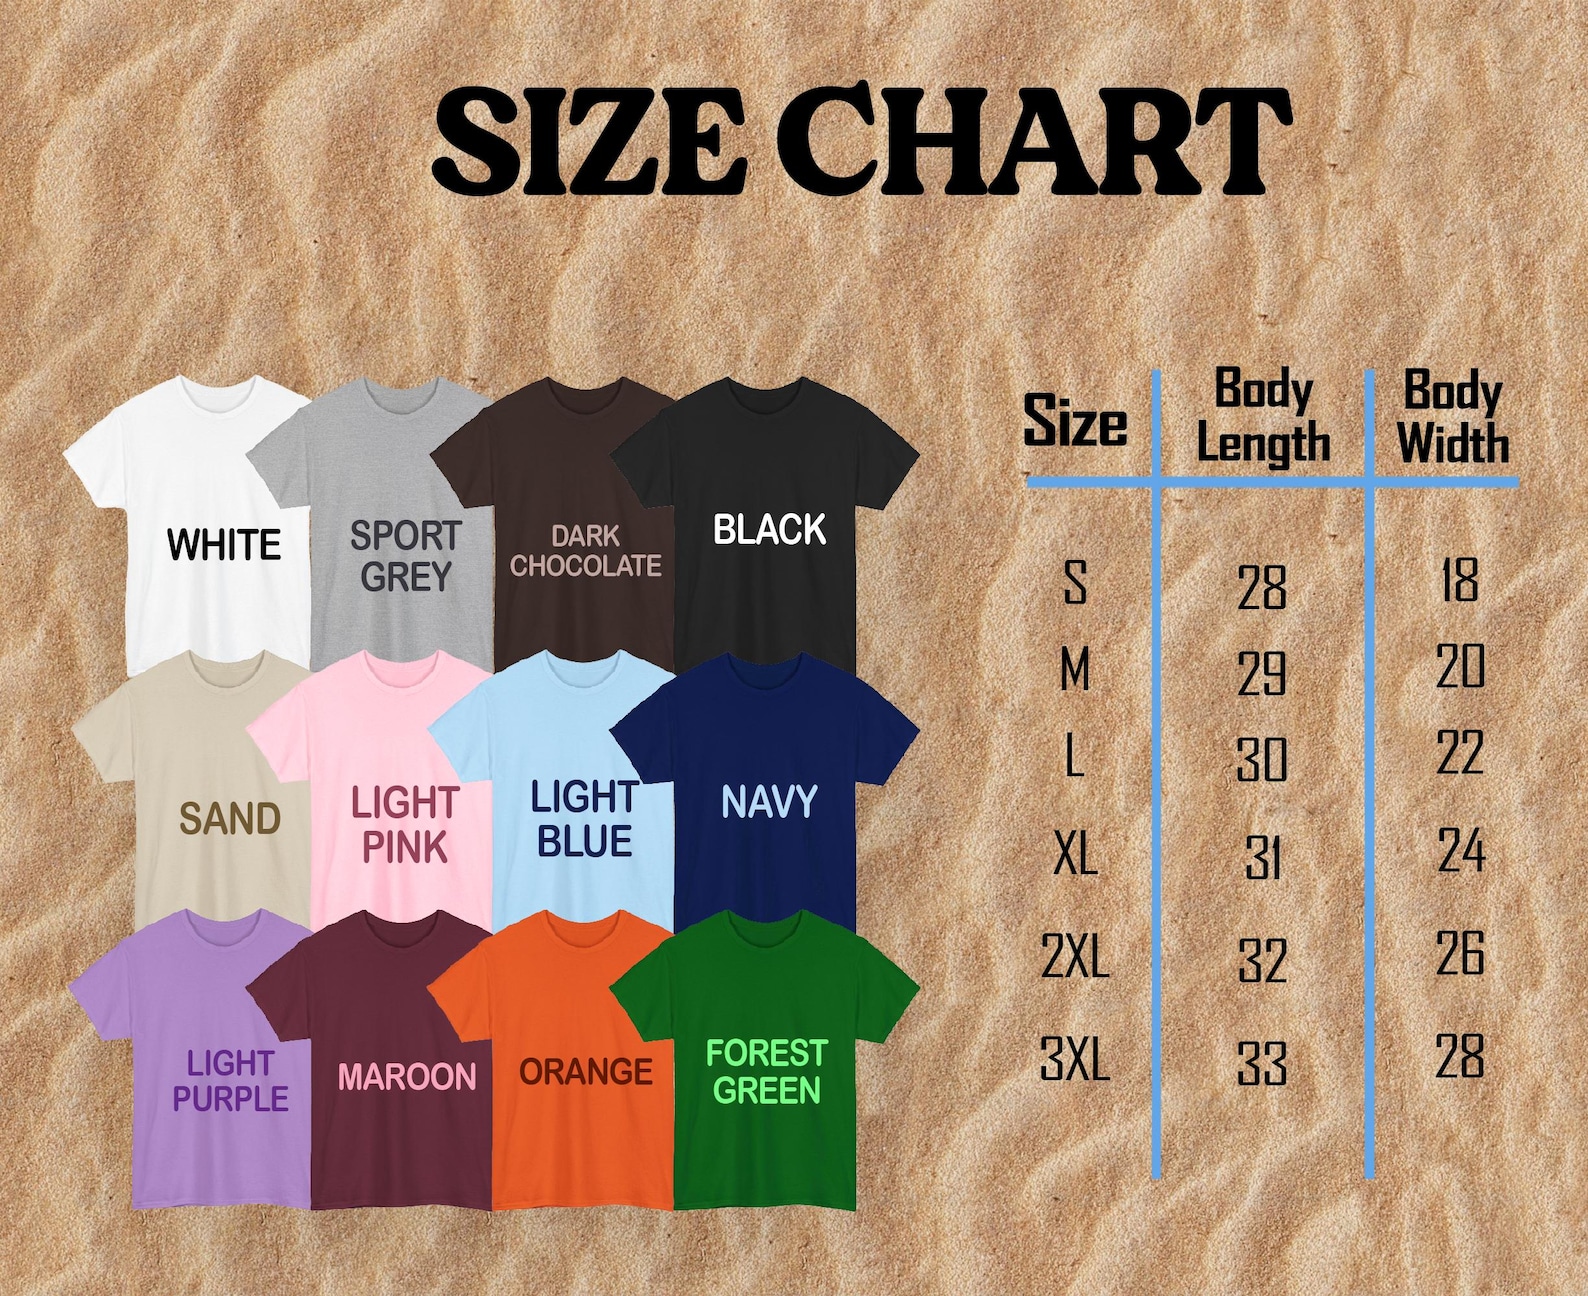 SIZE CHART
WHITE
SPORT
GREY
DARK
CHOCOLATE
BLACK
SAND
LIGHT
PINK
LIGHT
BLUE
NAVY
LIGHT
PURPLE
MAROON
ORANGE
FOREST
GREEN
Size Body Length Body Width
S 28 18
M 29 20
L 30 22
XL 31 24
2XL 32 26
3XL 33 28